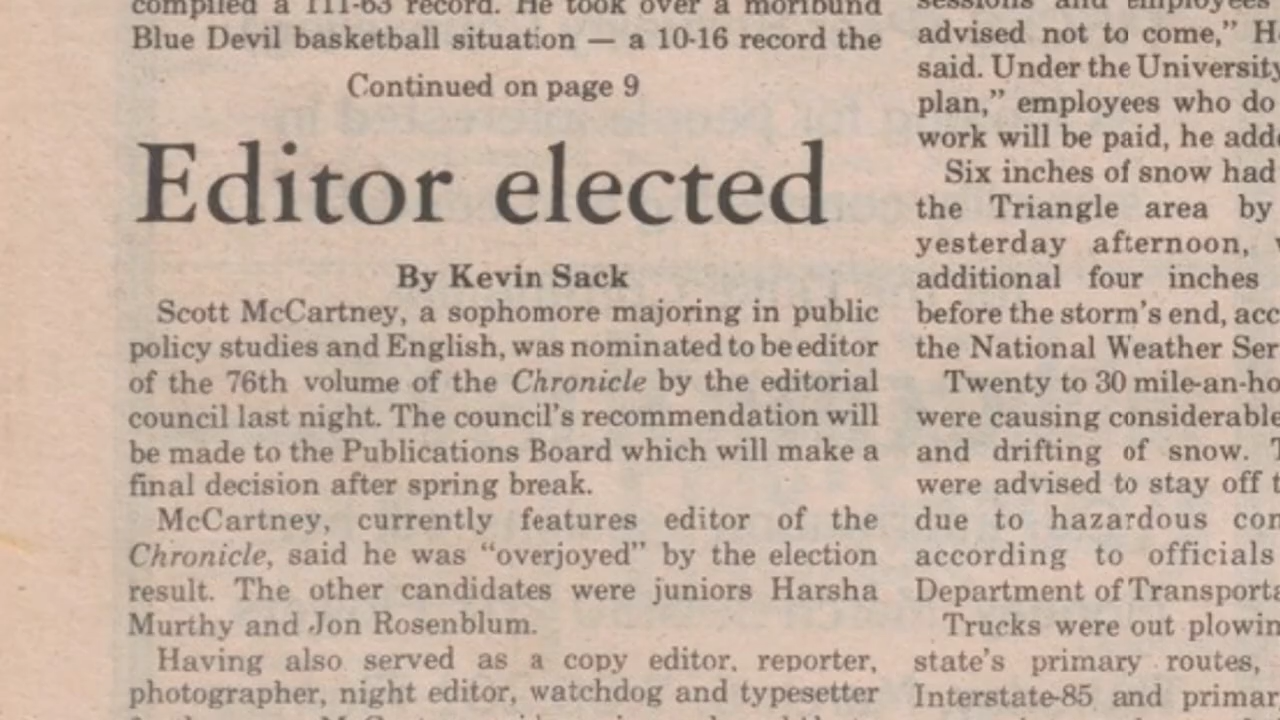 compiled a 111-63 record. He took over a moribund
Blue Devil basketball situation — a 10-16 record the
Continued on page 9
Editor elected
By Kevin Sack
Scott McCartney, a sophomore majoring in public
policy studies and English, was nominated to be editor
of the 76th volume of the Chronicle by the editorial
council last night. The council's recommendation will
be made to the Publications Board which will make a
final decision after spring break.
McCartney, currently features editor of the
Chronicle, said he was “overjoyed” by the election
result. The other candidates were juniors Harsha
Murthy and Jon Rosenblum.
Having also served as a copy editor, reporter,
photographer, night editor, watchdog and typesetter
sessions and employees
advised not to come,” H
said. Under the University
plan,” employees who do
work will be paid, he add
Six inches of snow had
the Triangle area by
yesterday afternoon,
additional four inches
before the storm's end, acc
the National Weather Ser
Twenty to 30 mile-an-ho
were causing considerable
and drifting of snow. T
were advised to stay off t
due to hazardous con
according to officials
Department of Transporta
Trucks were out plowin
state's primary routes,
Interstate-85 and primar